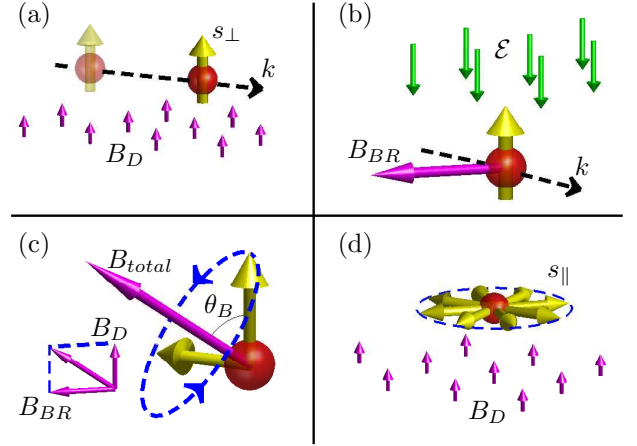 (a)
s⊥
k
B_D
(b)
ℰ
B_BR
k
(c)
B_total
θ_B
B_D
B_BR
(d)
s∥
B_D